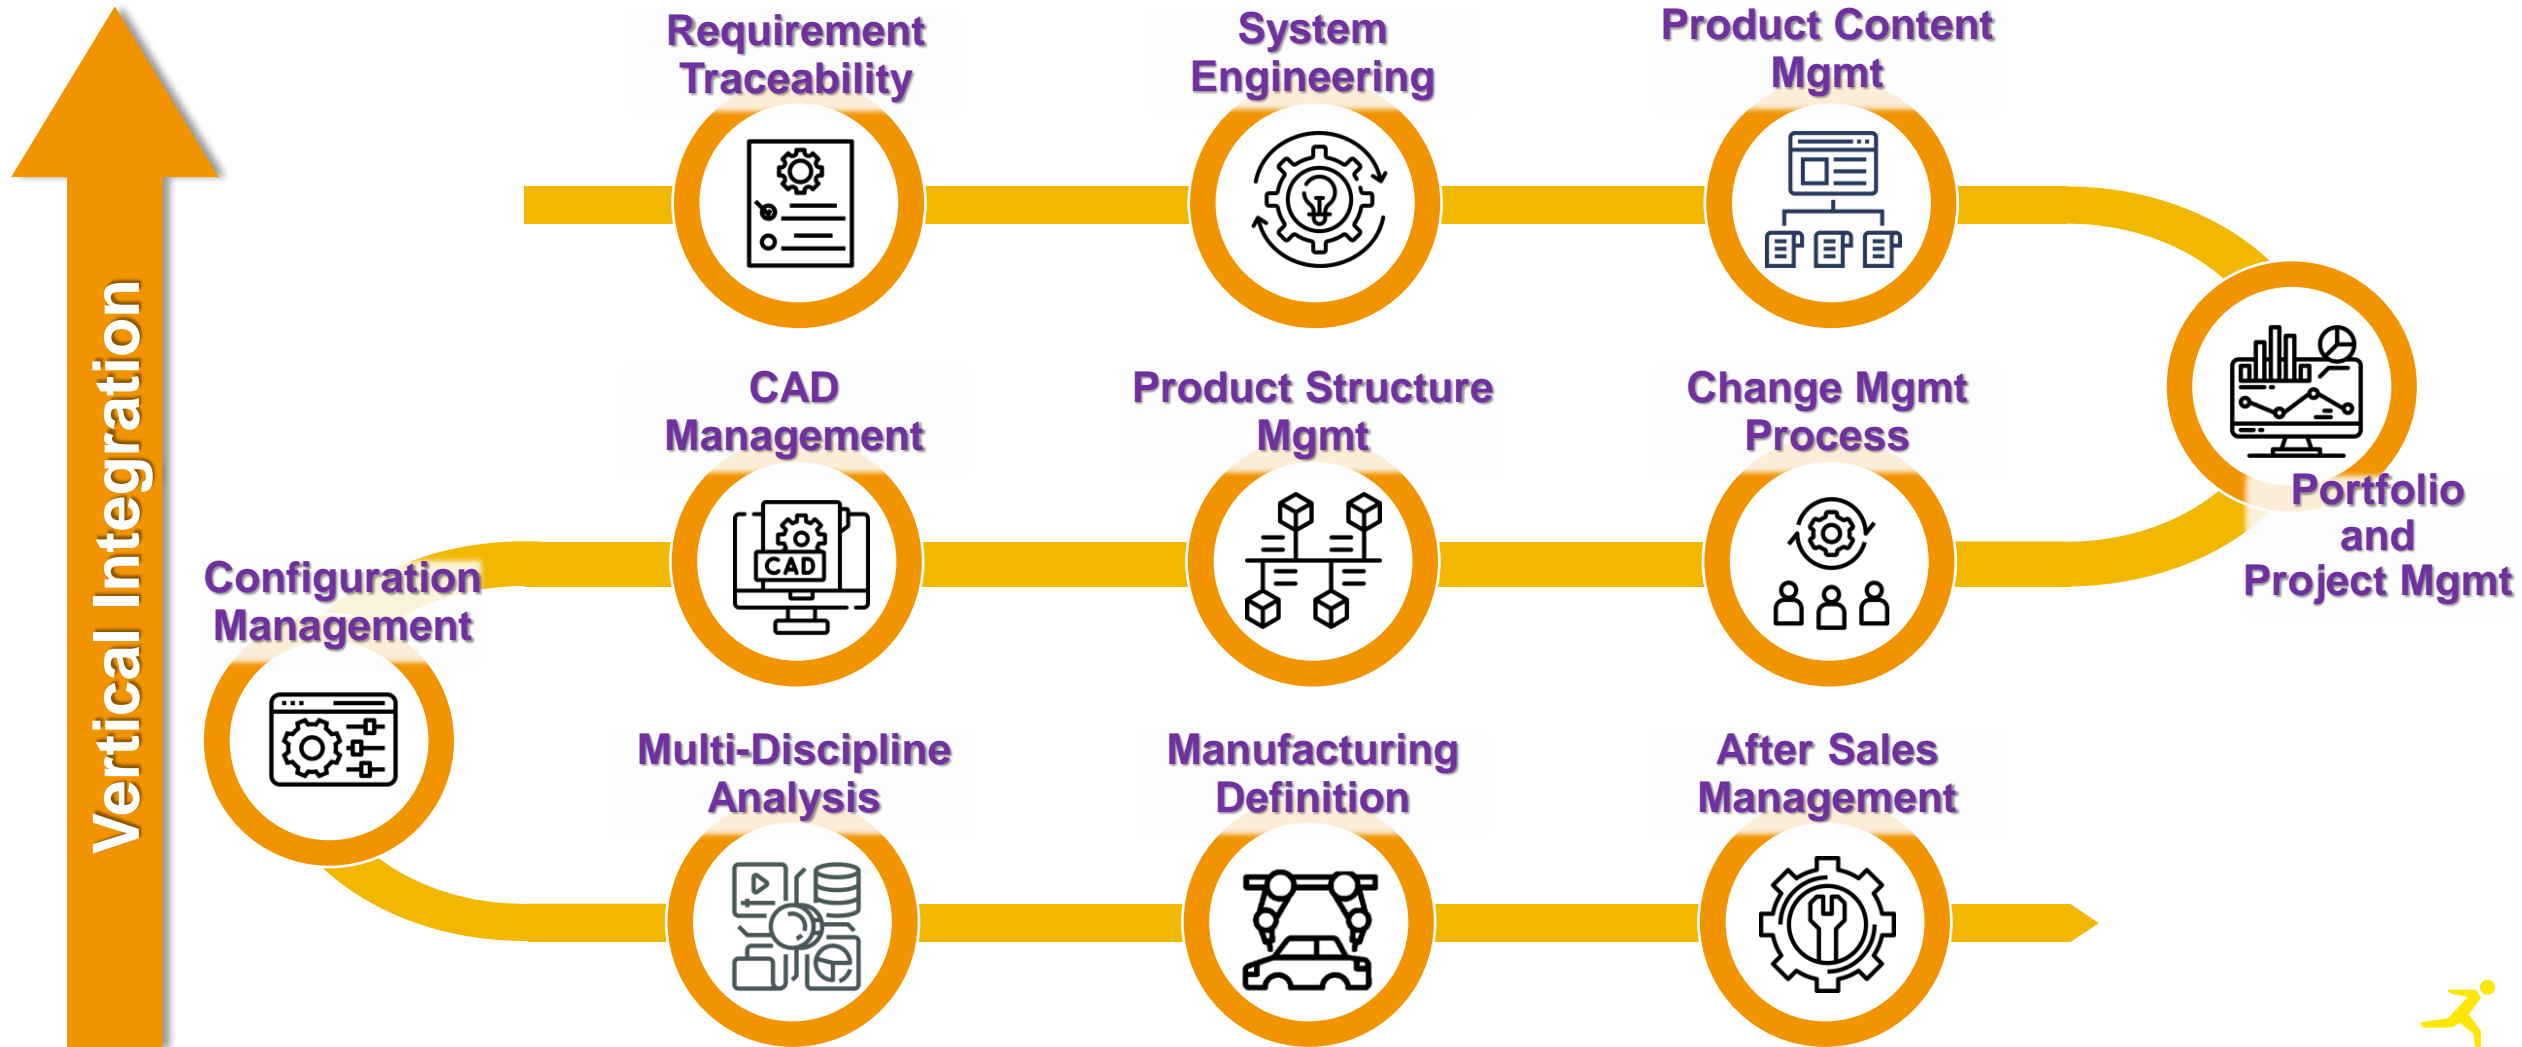 Requirement
Traceability
System
Engineering
Product Content
Mgmt
Portfolio
and
Project Mgmt
Change Mgmt
Process
Product Structure
Mgmt
CAD
Management
CAD
Configuration
Management
Multi-Discipline
Analysis
Manufacturing
Definition
After Sales
Management
Vertical Integration